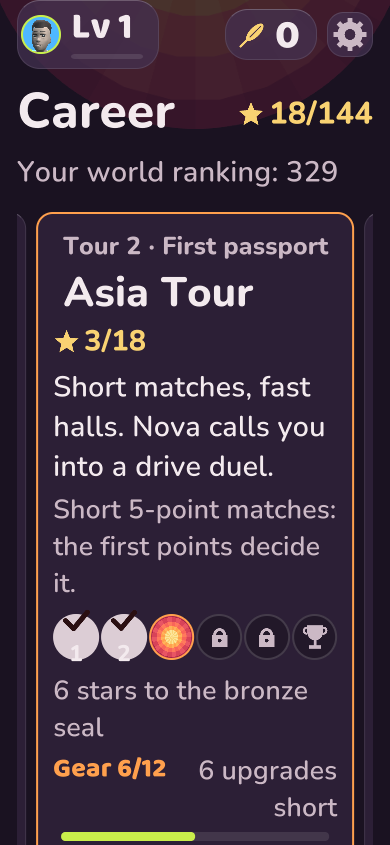 Lv 1
0
Career
18/144
Your world ranking: 329
Tour 2 · First passport
Asia Tour
3/18
Short matches, fast
halls. Nova calls you
into a drive duel.
Short 5-point matches:
the first points decide
it.
1 2
6 stars to the bronze
seal
Gear 6/12
6 upgrades
short